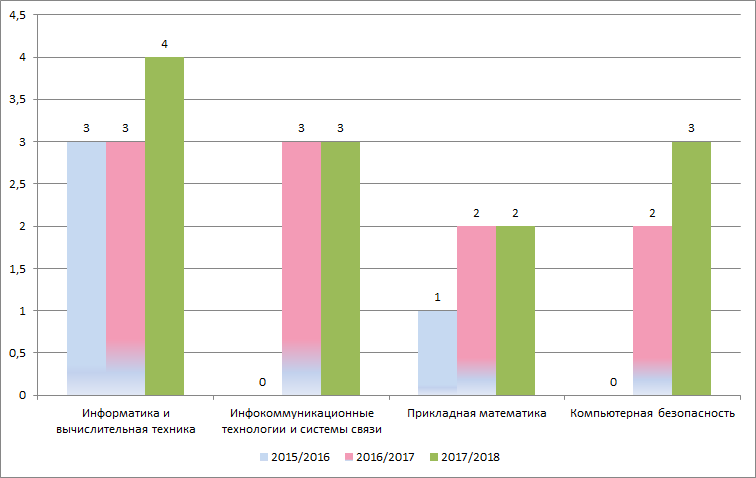 4,5
4
3,5
3
2,5
2
1,5
1
0,5
0
3 3 4
0 3 3
1 2 2
0 2 3
Информатика и
вычислительная техника
Инфокоммуникационные
технологии и системы связи
Прикладная математика
Компьютерная безопасность
2015/2016 2016/2017 2017/2018